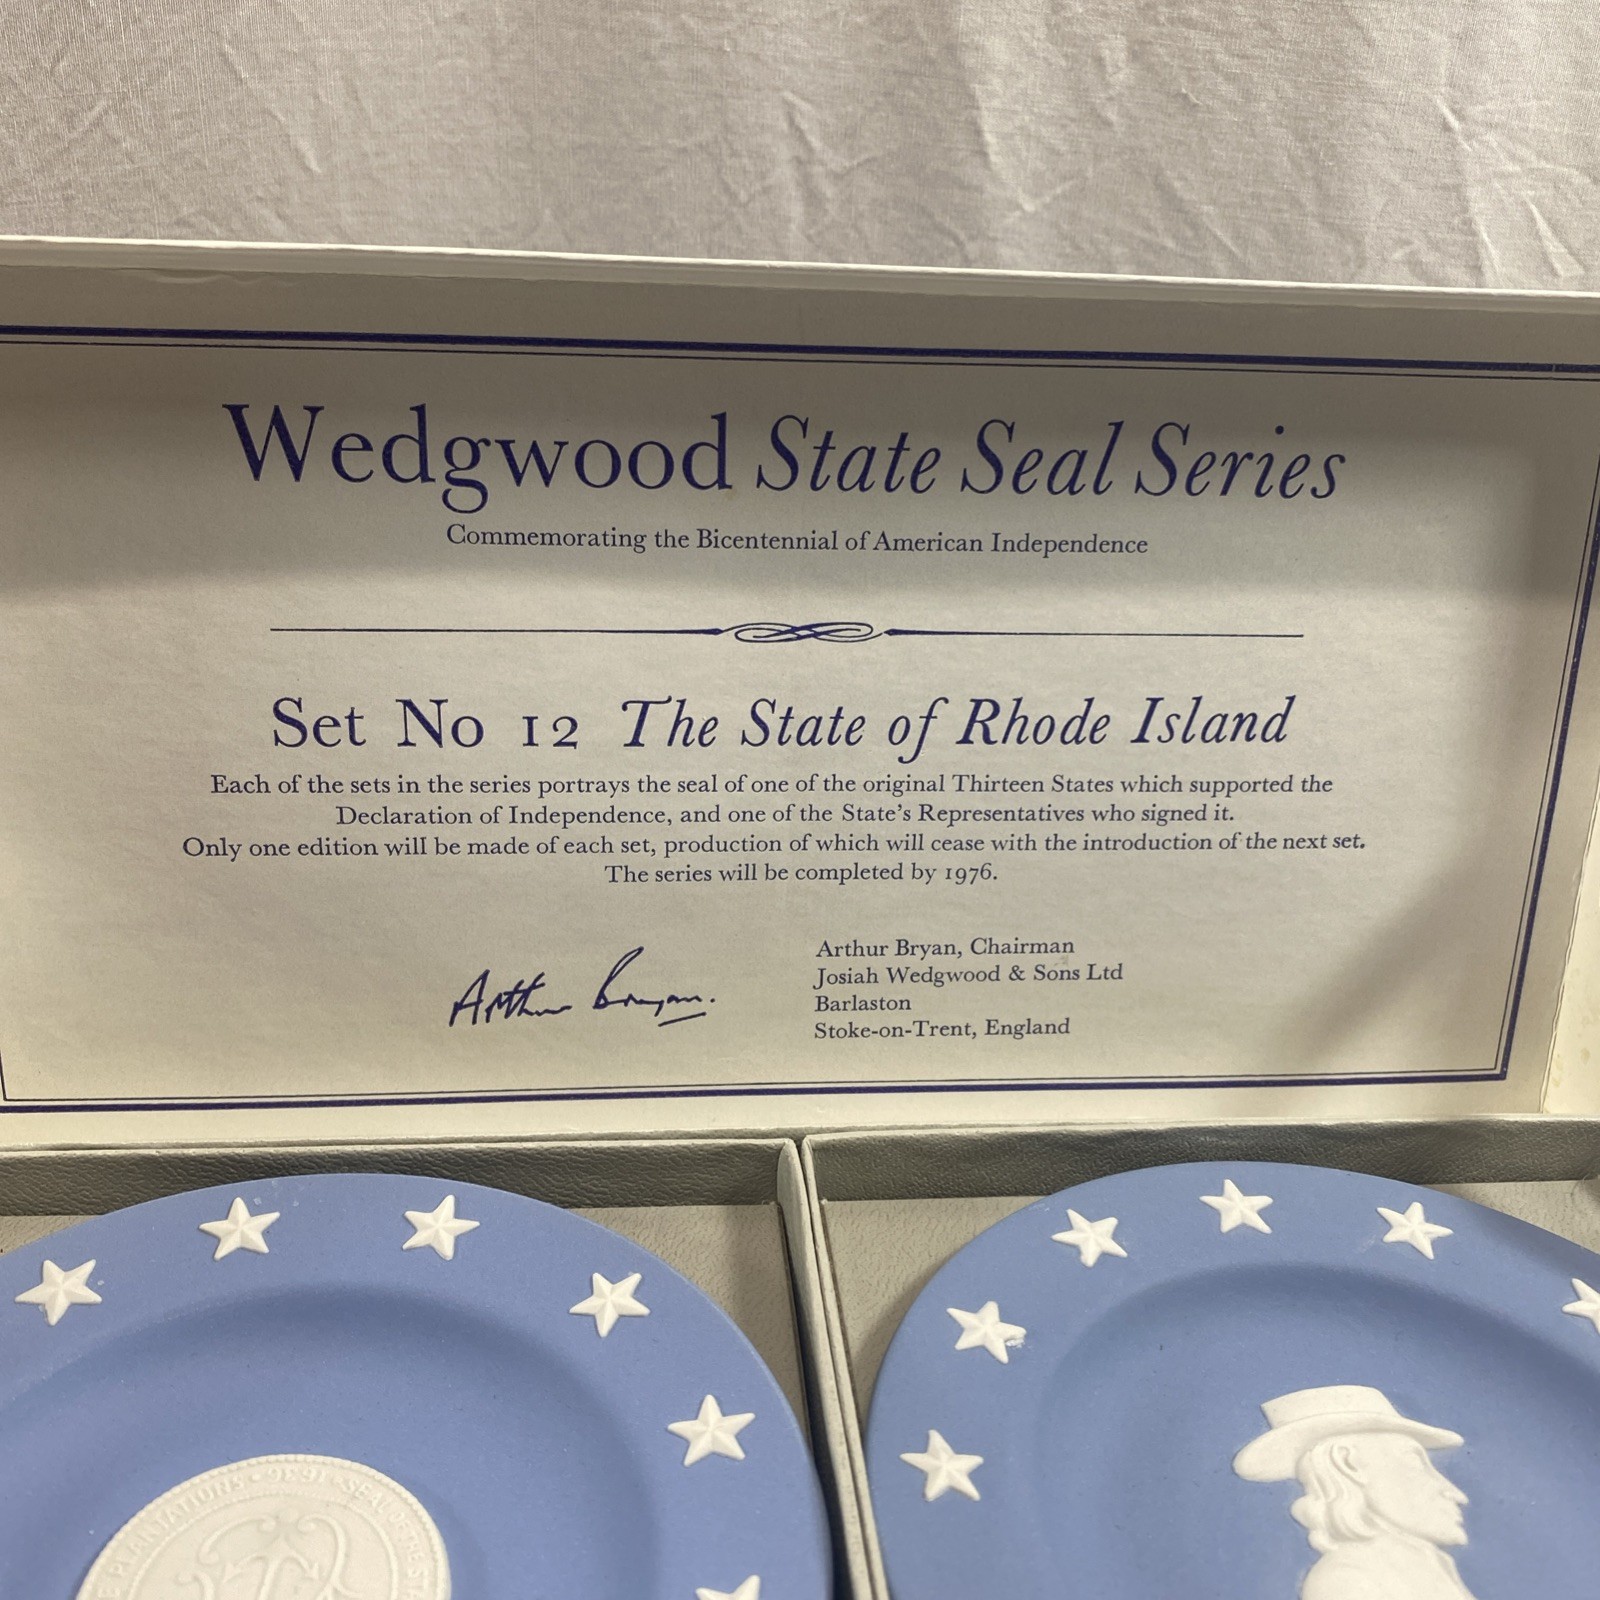 Wedgwood State Seal Series
Commemorating the Bicentennial of American Independence
Set No 12 The State of Rhode Island
Each of the sets in the series portrays the seal of one of the original Thirteen States which supported the
Declaration of Independence, and one of the State's Representatives who signed it.
Only one edition will be made of each set, production of which will cease with the introduction of the next set.
The series will be completed by 1976.
Arthur Bryan.
Arthur Bryan, Chairman
Josiah Wedgwood & Sons Ltd
Barlaston
Stoke-on-Trent, England
PLANTATIONS · 1636 · SEAL OF THE STA